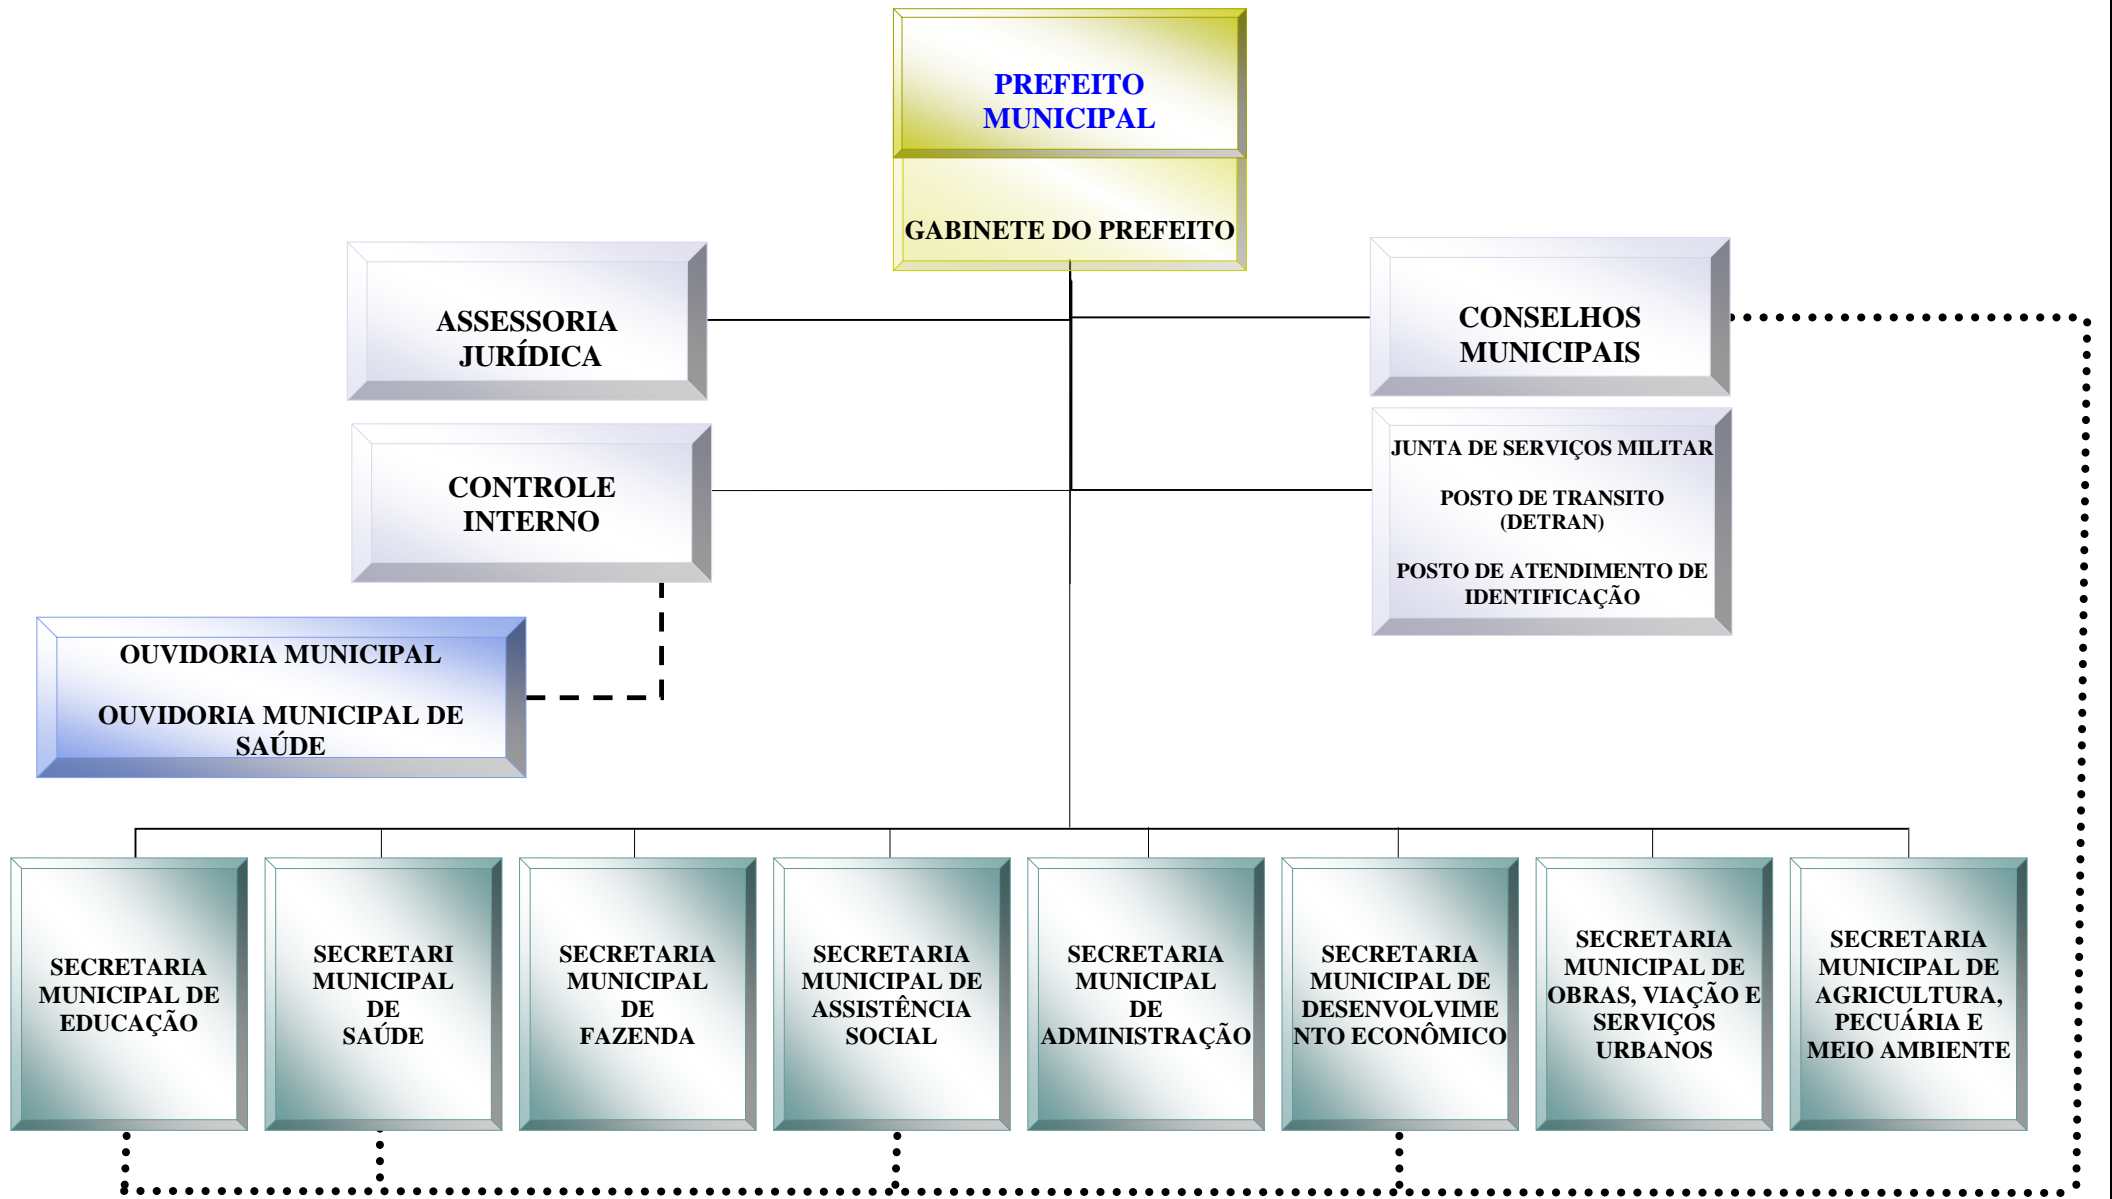 PREFEITO
MUNICIPAL
GABINETE DO PREFEITO
ASSESSORIA
JURÍDICA
CONSELHOS
MUNICIPAIS
CONTROLE
INTERNO
JUNTA DE SERVIÇOS MILITAR
POSTO DE TRANSITO
(DETRAN)
POSTO DE ATENDIMENTO DE
IDENTIFICAÇÃO
OUVIDORIA MUNICIPAL
OUVIDORIA MUNICIPAL DE
SAÚDE
SECRETARIA
MUNICIPAL DE
EDUCAÇÃO
SECRETARI
MUNICIPAL
DE
SAÚDE
SECRETARIA
MUNICIPAL
DE
FAZENDA
SECRETARIA
MUNICIPAL DE
ASSISTÊNCIA
SOCIAL
SECRETARIA
MUNICIPAL
DE
ADMINISTRAÇÃO
SECRETARIA
MUNICIPAL DE
DESENVOLVIME
NTO ECONÔMICO
SECRETARIA
MUNICIPAL DE
OBRAS, VIAÇÃO E
SERVIÇOS
URBANOS
SECRETARIA
MUNICIPAL DE
AGRICULTURA,
PECUÁRIA E
MEIO AMBIENTE